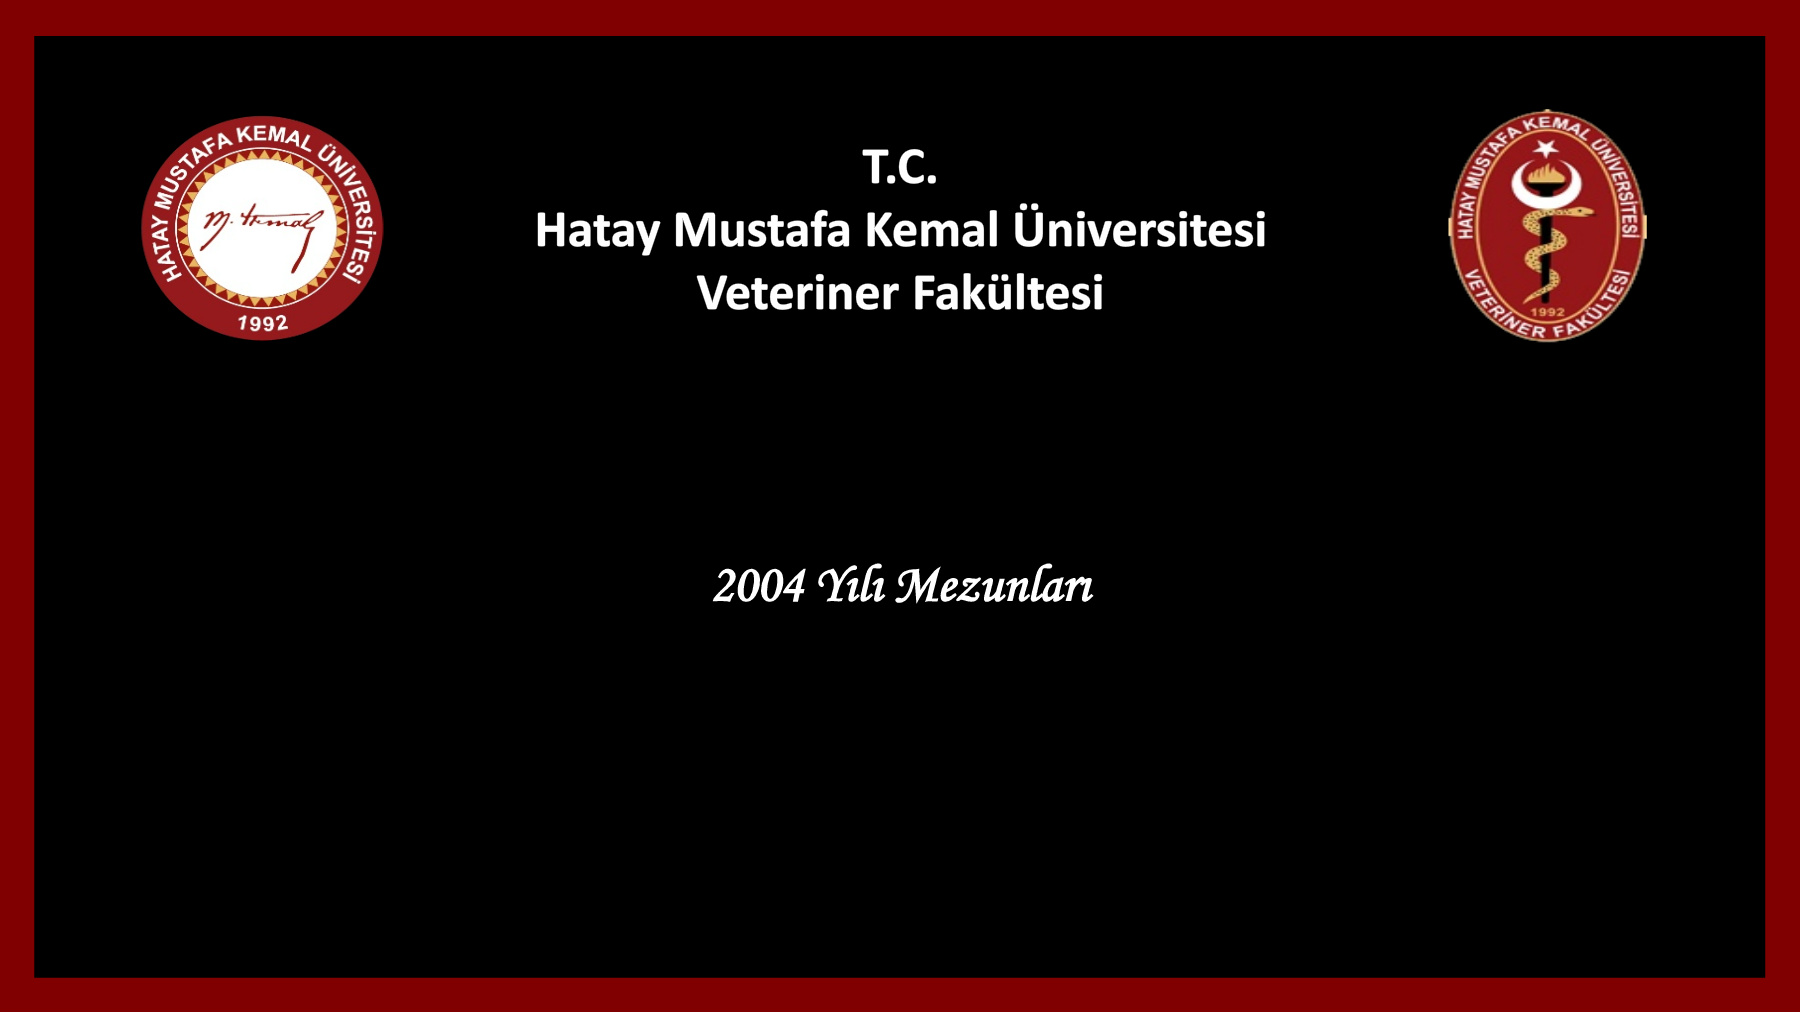 HATAY MUSTAFA KEMAL ÜNİVERSİTESİ
1992
T.C.
Hatay Mustafa Kemal Üniversitesi
Veteriner Fakültesi
HATAY MUSTAFA KEMAL ÜNİVERSİTESİ
1992
VETERİNER FAKÜLTESİ
2004 Yılı Mezunları